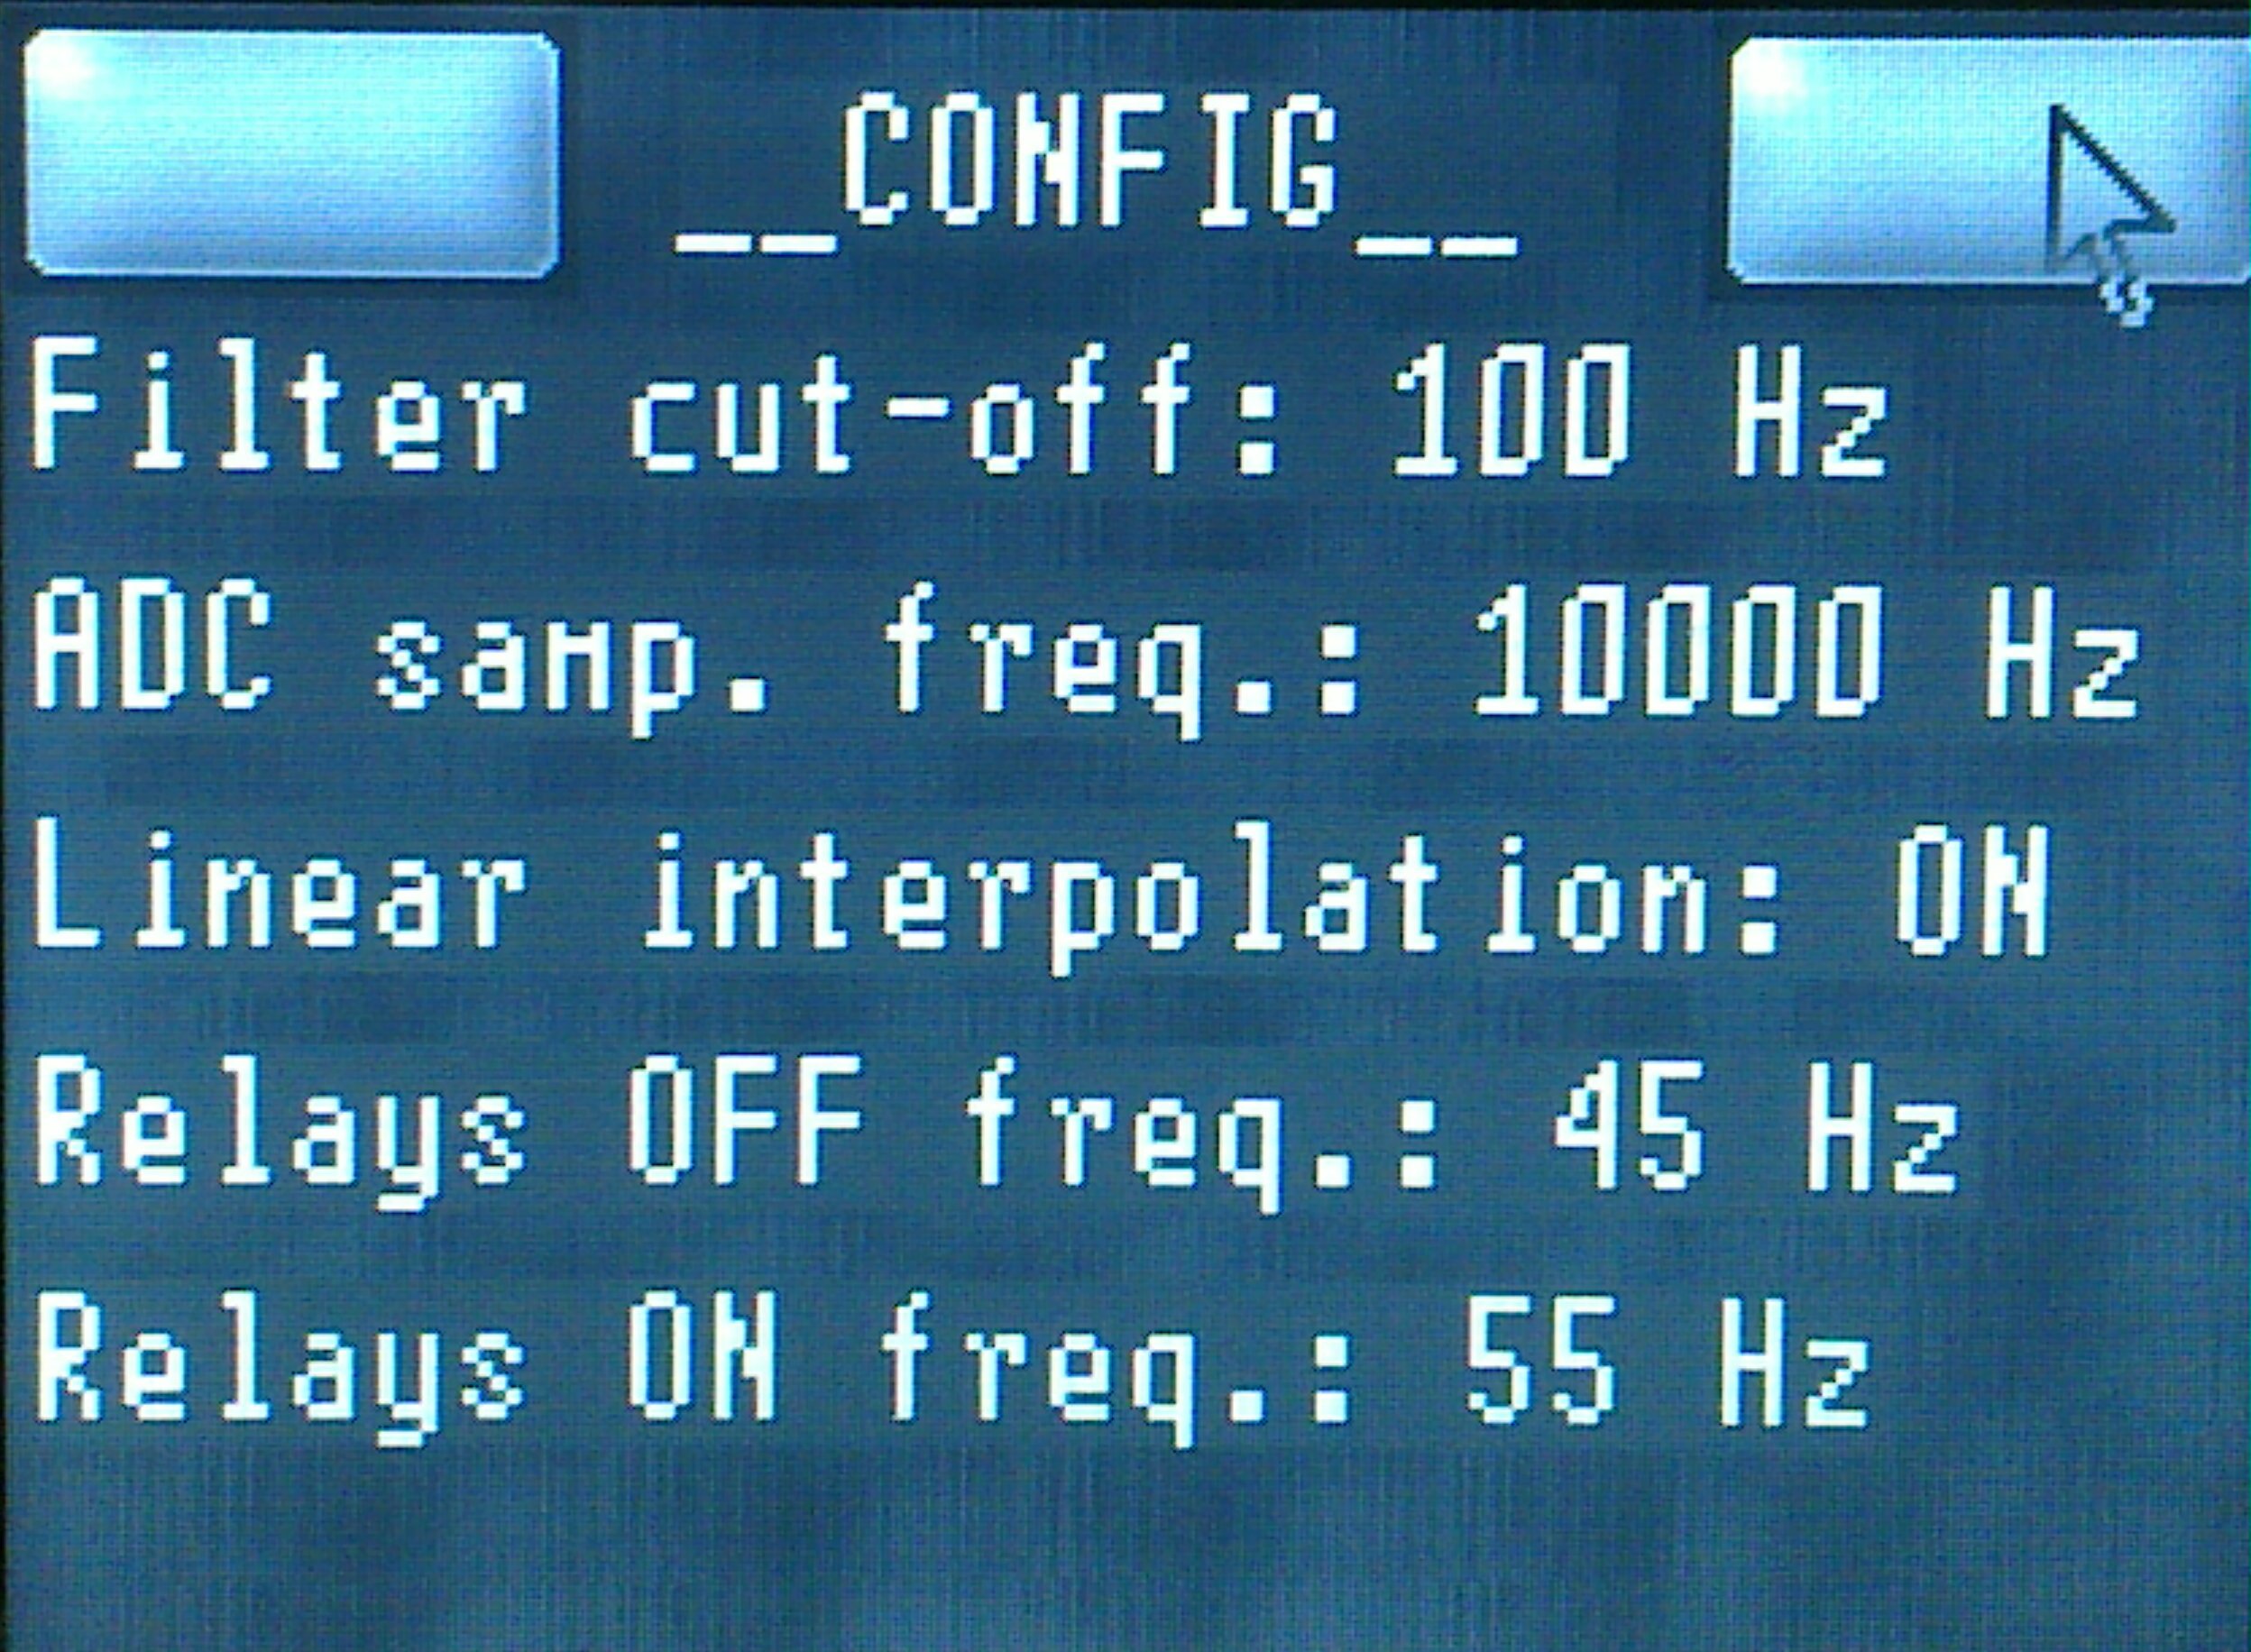 __CONFIG__
Filter cut-off: 100 Hz
ADC samp. freq.: 10000 Hz
Linear interpolation: ON
Relays OFF freq.: 45 Hz
Relays ON freq.: 55 Hz